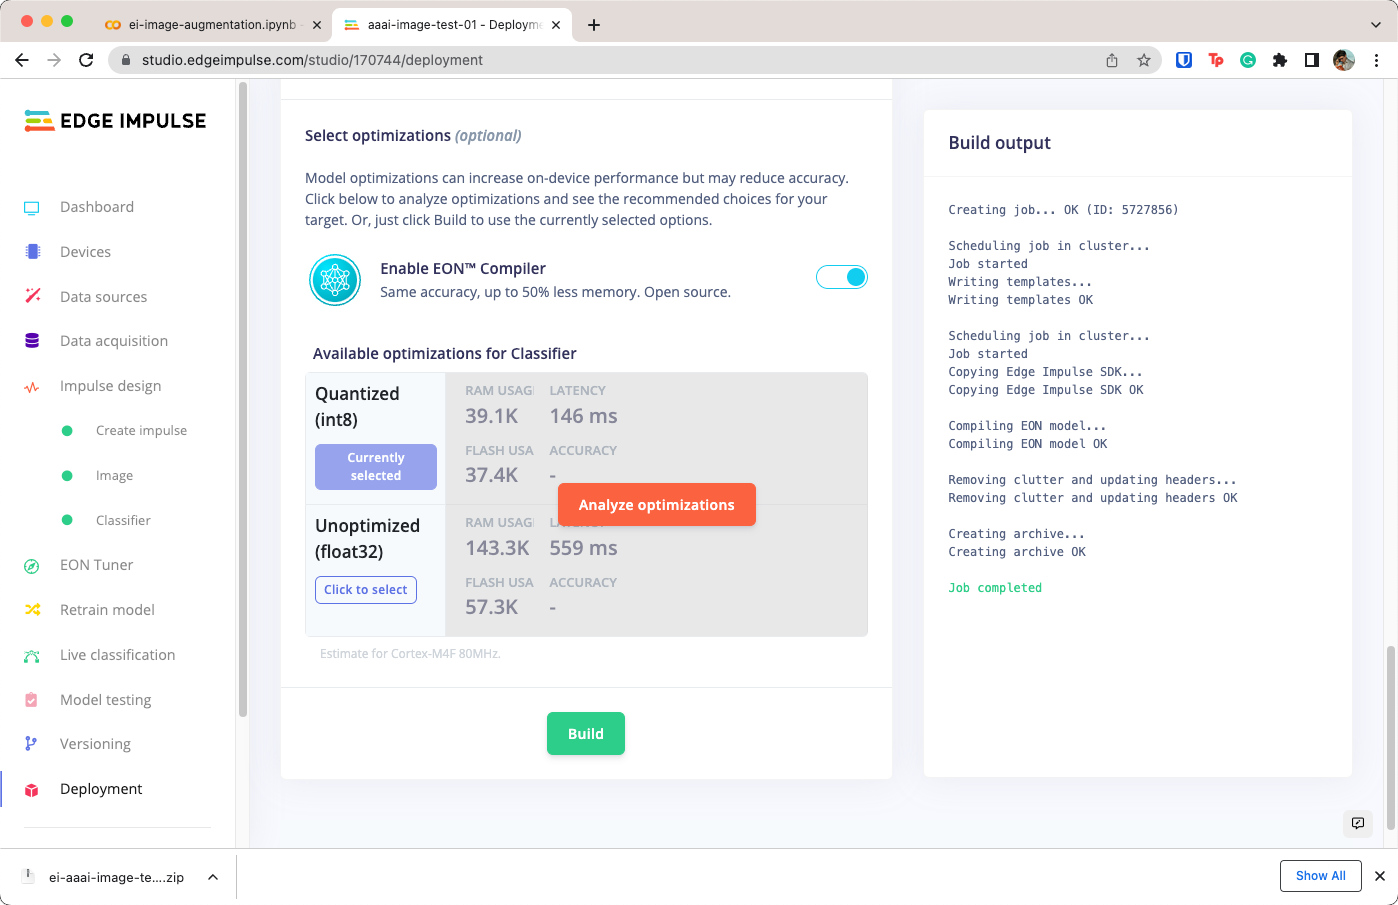 ei-image-augmentation.ipynb
aaai-image-test-01 - Deployme
studio.edgeimpulse.com/studio/170744/deployment
Tp
G
EDGE IMPULSE
Dashboard
Devices
Data sources
Data acquisition
Impulse design
Create impulse
Image
Classifier
EON Tuner
Retrain model
Live classification
Model testing
Versioning
Deployment
Select optimizations (optional)
Model optimizations can increase on-device performance but may reduce accuracy.
Click below to analyze optimizations and see the recommended choices for your
target. Or, just click Build to use the currently selected options.
Enable EON™ Compiler
Same accuracy, up to 50% less memory. Open source.
Available optimizations for Classifier
Quantized
(int8)
Currently
selected
RAM USAG
LATENCY
39.1K
146 ms
FLASH USA
ACCURACY
37.4K
-
Analyze optimizations
Unoptimized
(float32)
Click to select
RAM USAG
143.3K
559 ms
FLASH USA
ACCURACY
57.3K
-
Estimate for Cortex-M4F 80MHz.
Build
Build output
Creating job... OK (ID: 5727856)
Scheduling job in cluster...
Job started
Writing templates...
Writing templates OK
Scheduling job in cluster...
Job started
Copying Edge Impulse SDK...
Copying Edge Impulse SDK OK
Compiling EON model...
Compiling EON model OK
Removing clutter and updating headers...
Removing clutter and updating headers OK
Creating archive...
Creating archive OK
Job completed
ei-aaai-image-te....zip
Show All